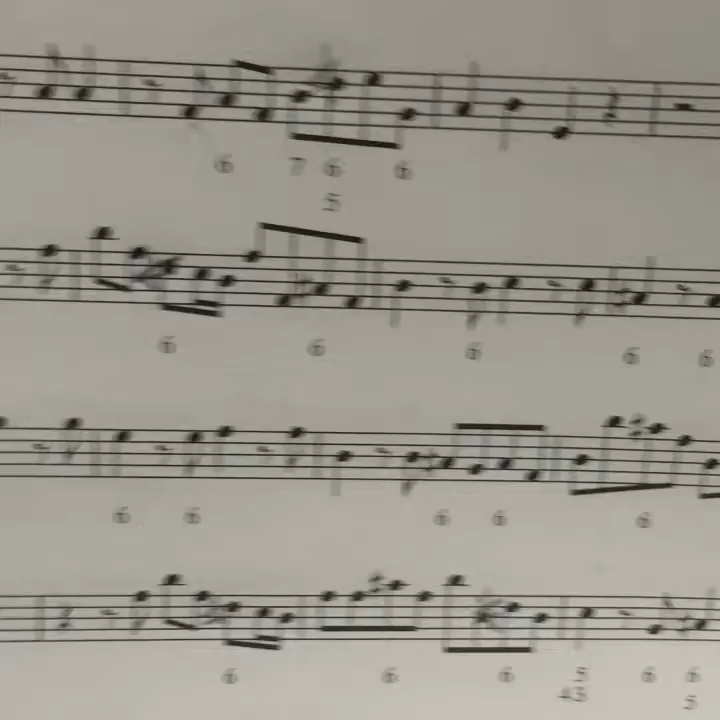 6 7 6 6
5
6 6 6 6 6
6 6 6 6 6
6 6 6 5 6 6
43 5